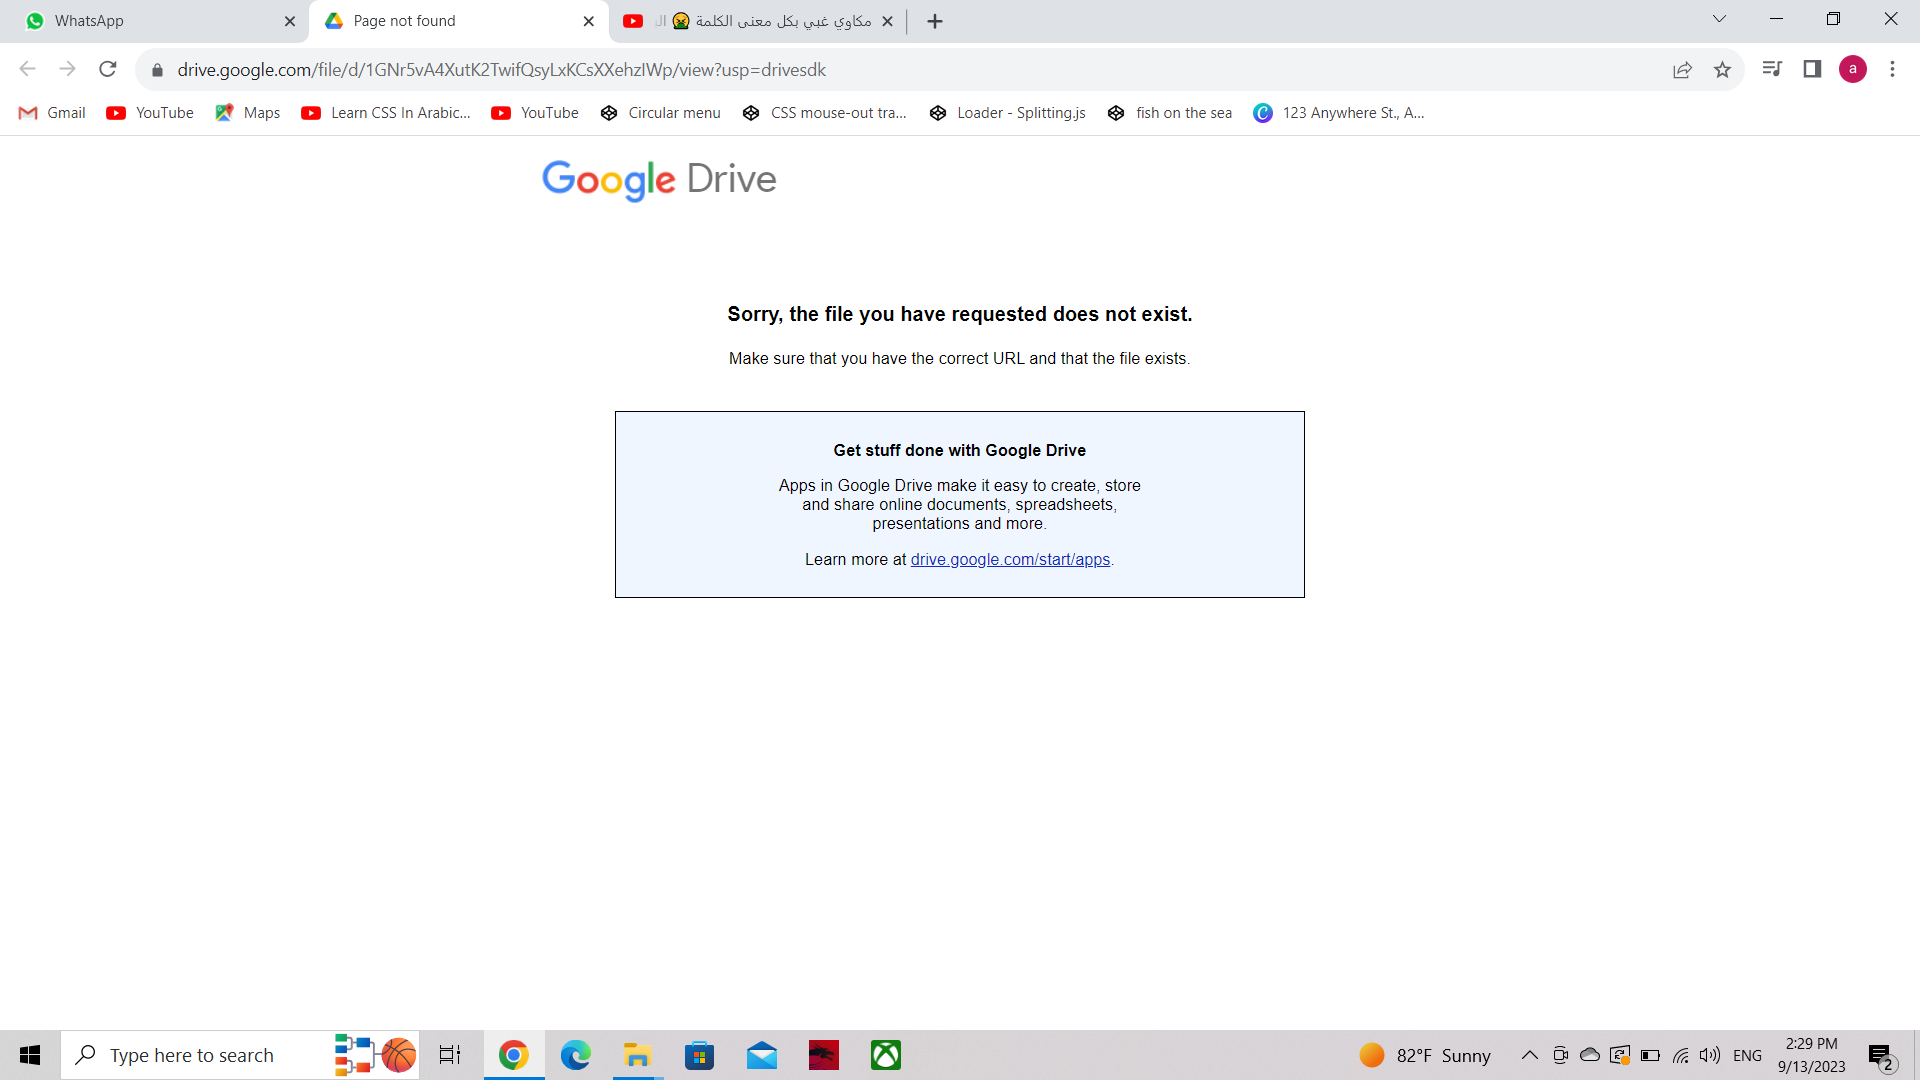 WhatsApp
Page not found
مكاوي غبي بكل معنى الكلمة 🤮 ال
drive.google.com/file/d/1GNr5vA4XutK2TwifQsyLxKCsXXehzIWp/view?usp=drivesdk
a
Gmail
YouTube
Maps
Learn CSS In Arabic...
YouTube
Circular menu
CSS mouse-out tra...
Loader - Splitting.js
fish on the sea
123 Anywhere St., A...
Google Drive
Sorry, the file you have requested does not exist.
Make sure that you have the correct URL and that the file exists.
Get stuff done with Google Drive
Apps in Google Drive make it easy to create, store
and share online documents, spreadsheets,
presentations and more.
Learn more at drive.google.com/start/apps.
Type here to search
82°F Sunny
ENG
2:29 PM
9/13/2023
2